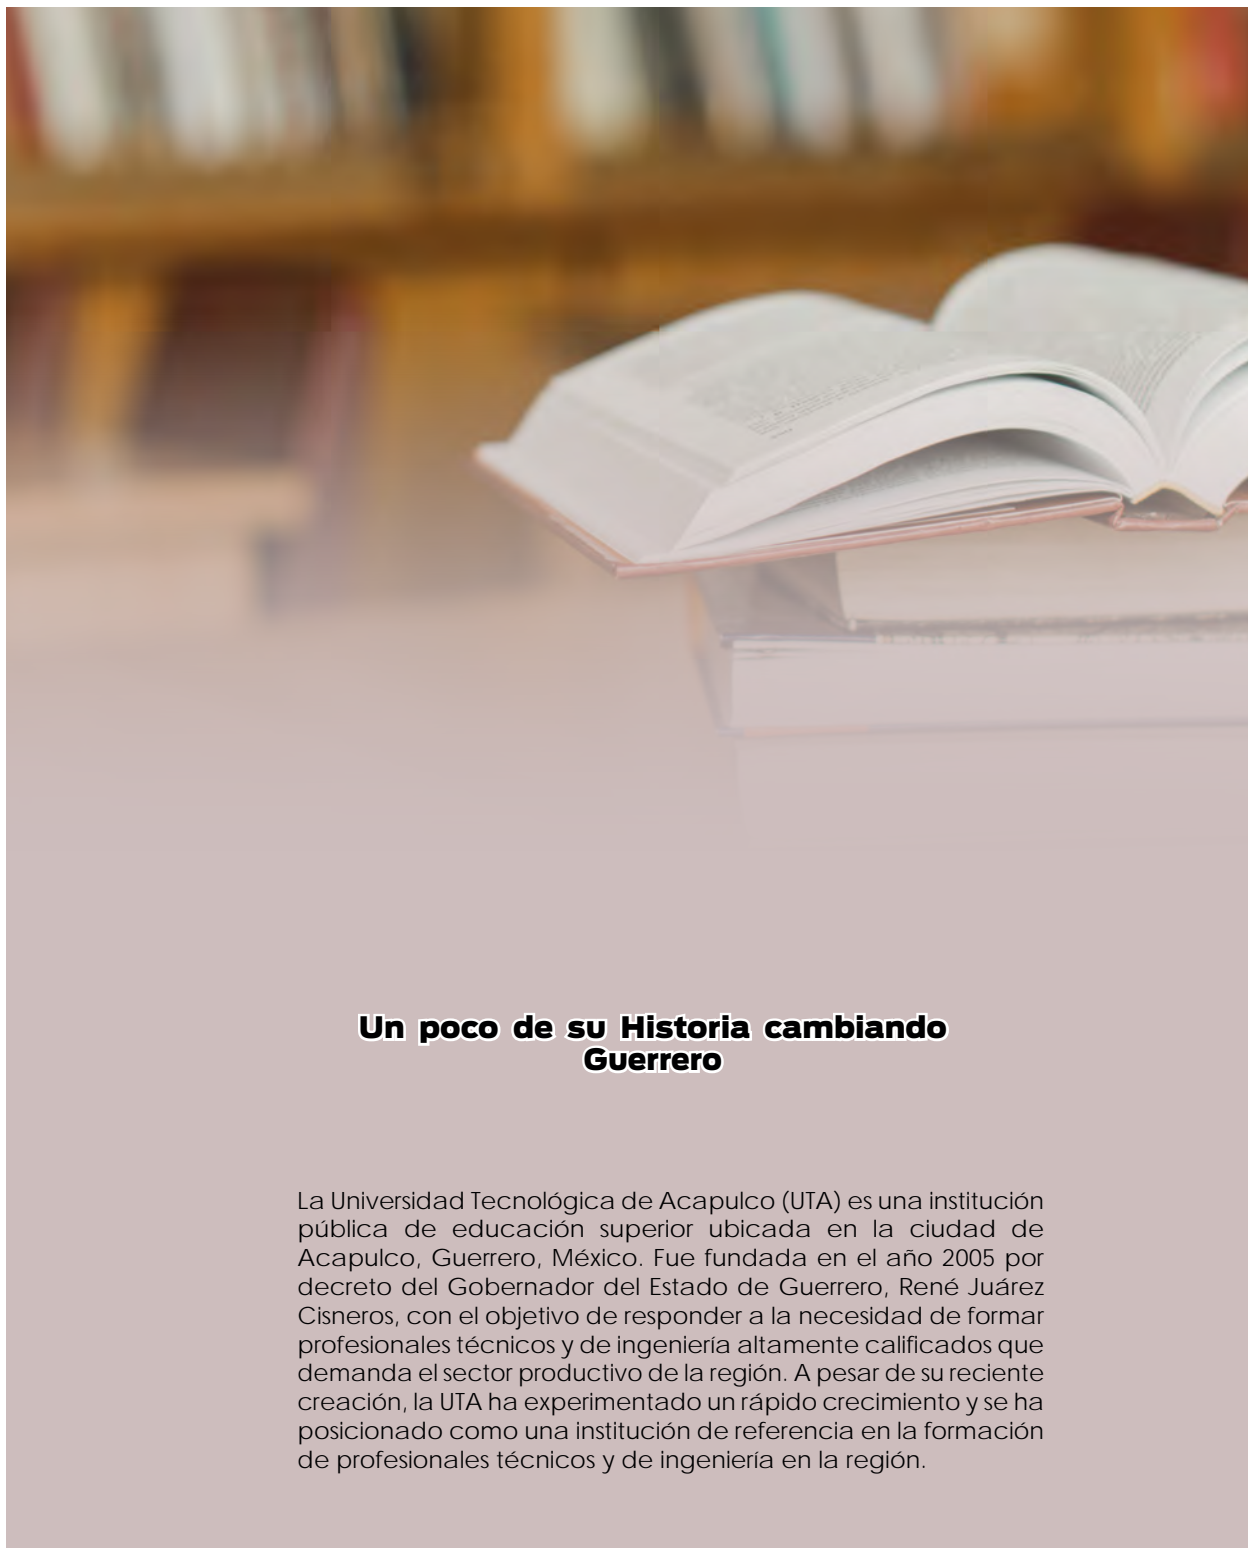 Un poco de su Historia cambiando
Guerrero
La Universidad Tecnológica de Acapulco (UTA) es una institución
pública de educación superior ubicada en la ciudad de
Acapulco, Guerrero, México. Fue fundada en el año 2005 por
decreto del Gobernador del Estado de Guerrero, René Juárez
Cisneros, con el objetivo de responder a la necesidad de formar
profesionales técnicos y de ingeniería altamente calificados que
demanda el sector productivo de la región. A pesar de su reciente
creación, la UTA ha experimentado un rápido crecimiento y se ha
posicionado como una institución de referencia en la formación
de profesionales técnicos y de ingeniería en la región.